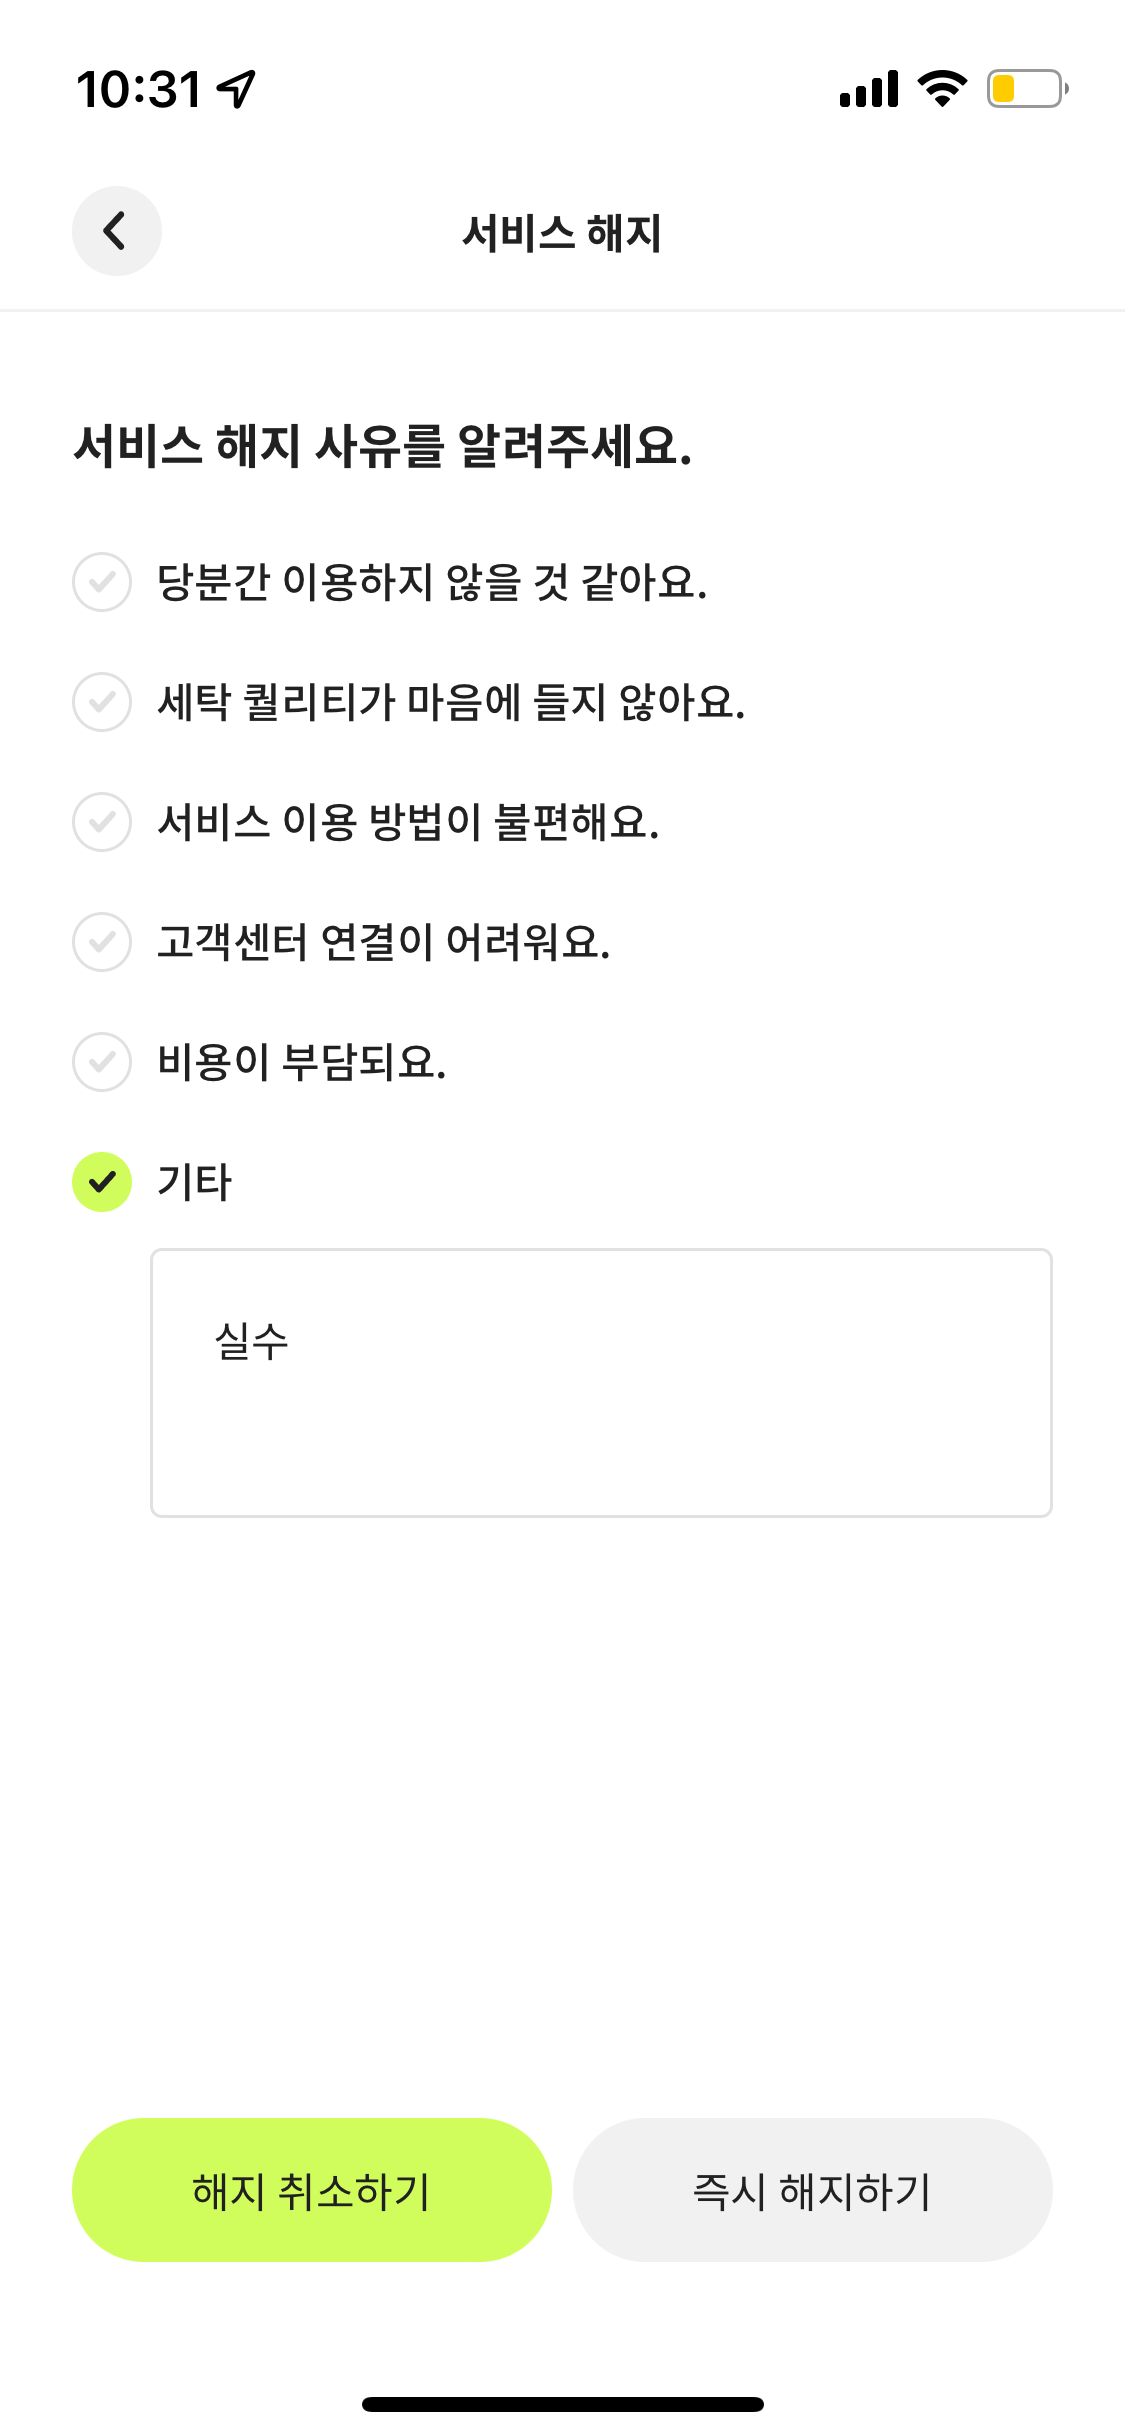 10:31
서비스 해지
서비스 해지 사유를 알려주세요.
당분간 이용하지 않을 것 같아요.
세탁 퀄리티가 마음에 들지 않아요.
서비스 이용 방법이 불편해요.
고객센터 연결이 어려워요.
비용이 부담되요.
기타
실수
해지 취소하기
즉시 해지하기